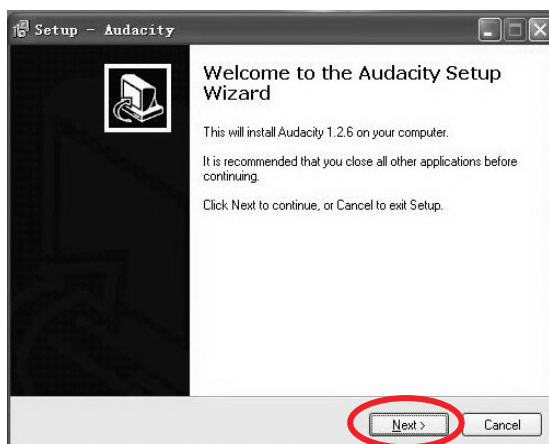 Setup - Audacity
Welcome to the Audacity Setup
Wizard
This will install Audacity 1.2.6 on your computer.
It is recommended that you close all other applications before
continuing.
Click Next to continue, or Cancel to exit Setup.
Next >
Cancel